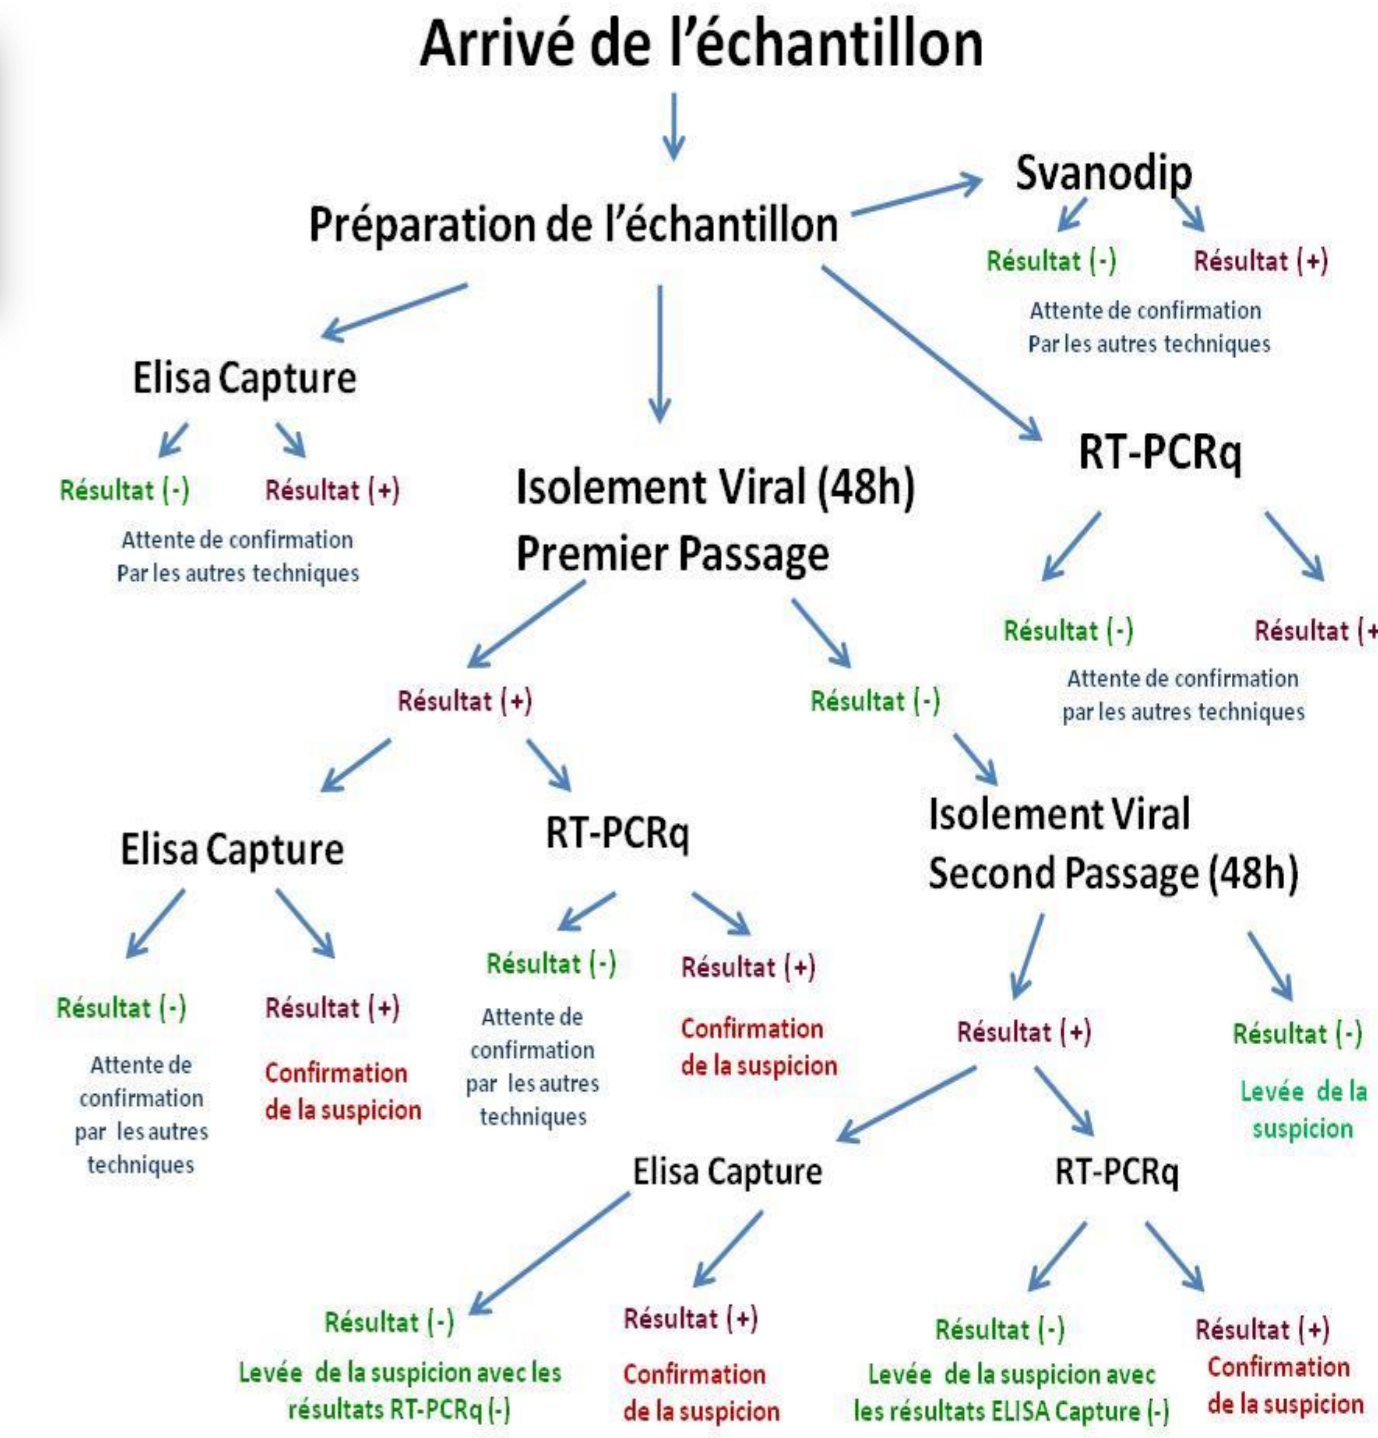 Arrivé de l'échantillon
Svanodip
Préparation de l'échantillon
Résultat (-)
Résultat (+)
Attente de confirmation
Par les autres techniques
Elisa Capture
RT-PCRq
Résultat (-)
Résultat (+)
Attente de confirmation
Par les autres techniques
Isolement Viral (48h)
Premier Passage
Résultat (-)
Résultat (+
Attente de confirmation
par les autres techniques
Résultat (+)
Résultat (-)
Isolement Viral
Second Passage (48h)
Elisa Capture
RT-PCRq
Résultat (-)
Attente de
confirmation
par les autres
techniques
Résultat (+)
Confirmation
de la suspicion
Résultat (-)
Attente de
confirmation
par les autres
techniques
Résultat (+)
Confirmation
de la suspicion
Résultat (+)
Résultat (-)
Levée de la
suspicion
Elisa Capture
RT-PCRq
Résultat (-)
Levée de la suspicion avec les
résultats RT-PCRq (-)
Résultat (+)
Confirmation
de la suspicion
Résultat (-)
Levée de la suspicion avec
les résultats ELISA Capture (-)
Résultat (+)
Confirmation
de la suspicion